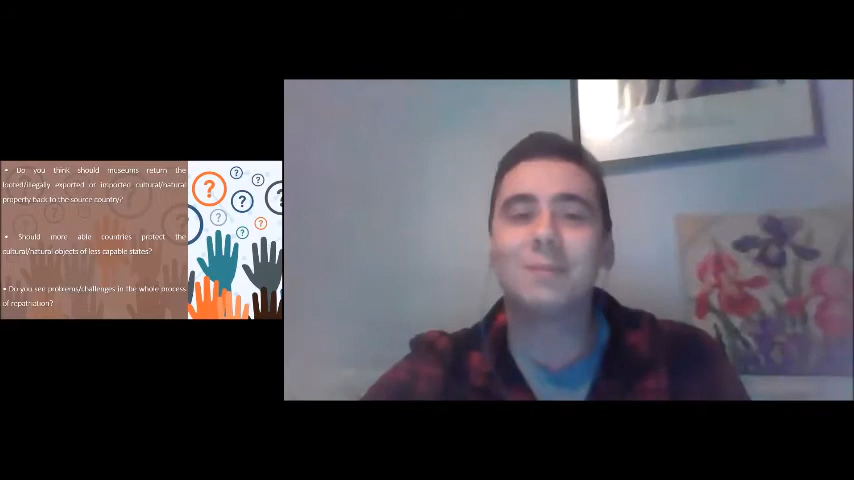 • Do you think should museums return the
looted/illegally exported or imported cultural/natural
property back to the source country?
• Should more able countries protect the
cultural/natural objects of less capable states?
• Do you see problems/challenges in the whole process
of repatriation?